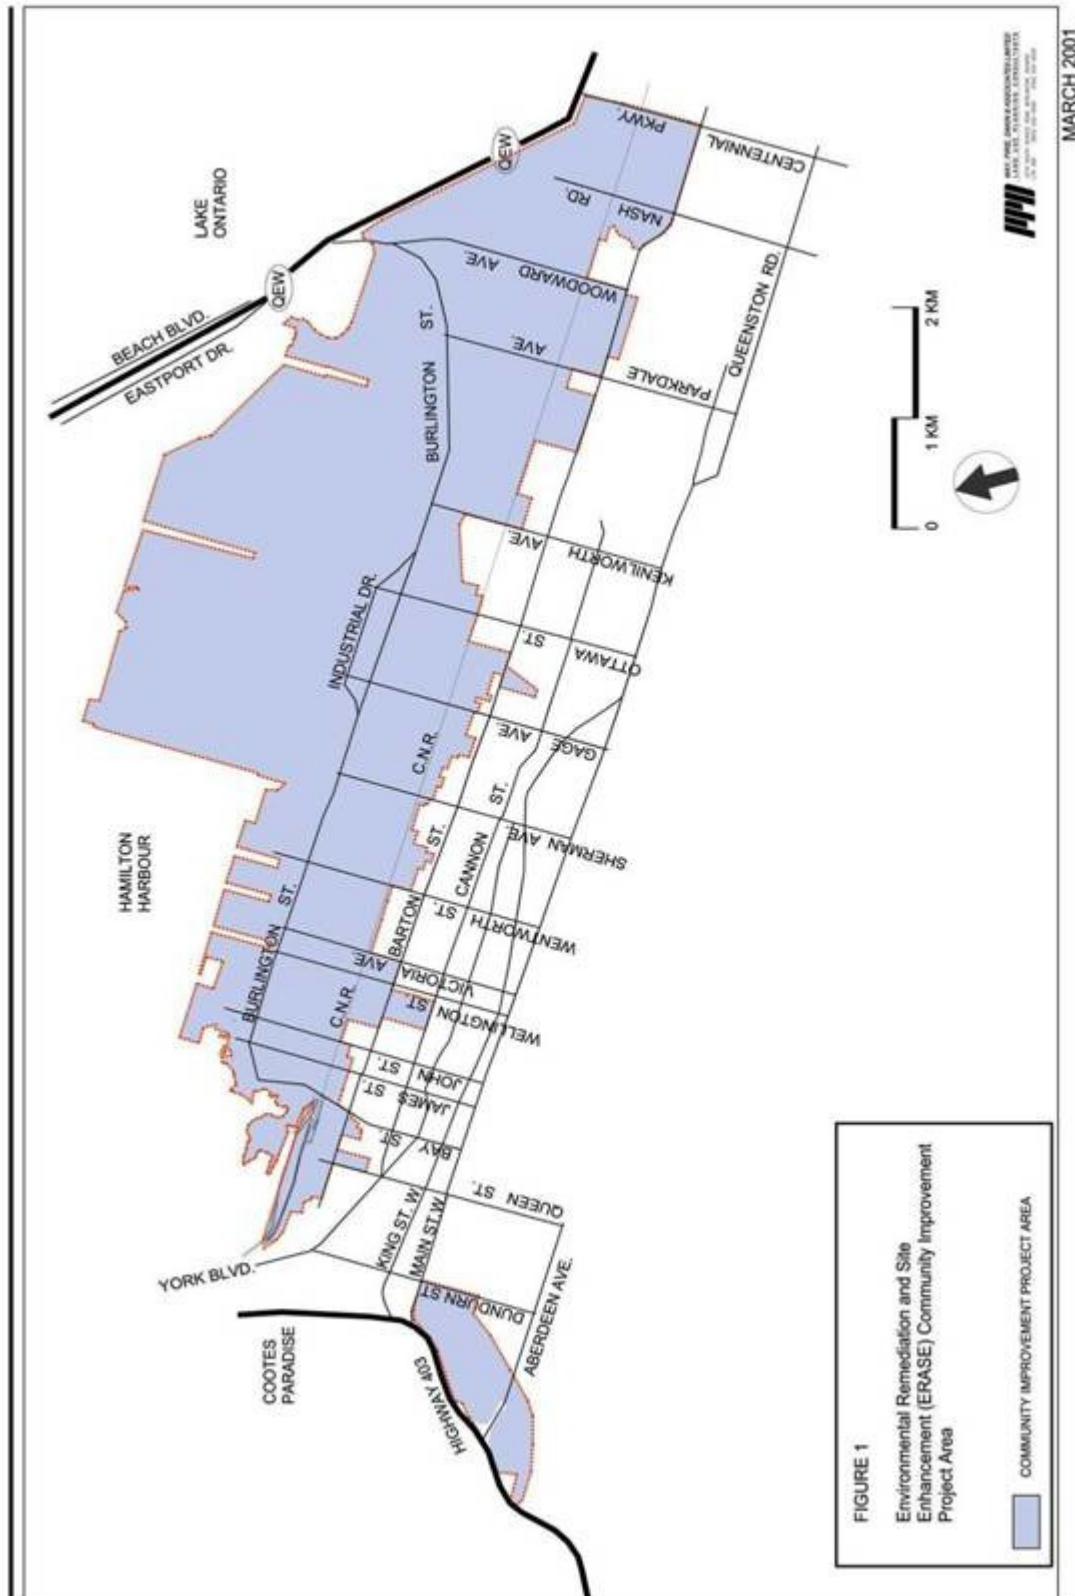 MARCH 2001
LAKE
ONTARIO
BEACH BLVD.
EASTPORT DR.
QEW
QEW
HAMILTON
HARBOUR
COOTES
PARADISE
YORK BLVD.
HIGHWAY 403
BURLINGTON ST.
INDUSTRIAL DR.
BURLINGTON ST.
C.N.R.
C.N.R.
BARTON ST.
CANNON ST.
KING ST. W.
MAIN ST.W.
ABERDEEN AVE.
QUEENSTON RD.
DUNDURN ST
QUEEN ST.
BAY ST.
JAMES ST.
JOHN ST.
WELLINGTON ST.
VICTORIA AVE.
WENTWORTH ST.
SHERMAN AVE.
GAGE AVE.
OTTAWA ST.
KENILWORTH AVE.
PARKDALE AVE.
WOODWARD AVE.
NASH RD.
CENTENNIAL PKWY.
0 1 KM 2 KM
FIGURE 1
Environmental Remediation and Site
Enhancement (ERASE) Community Improvement
Project Area
COMMUNITY IMPROVEMENT PROJECT AREA